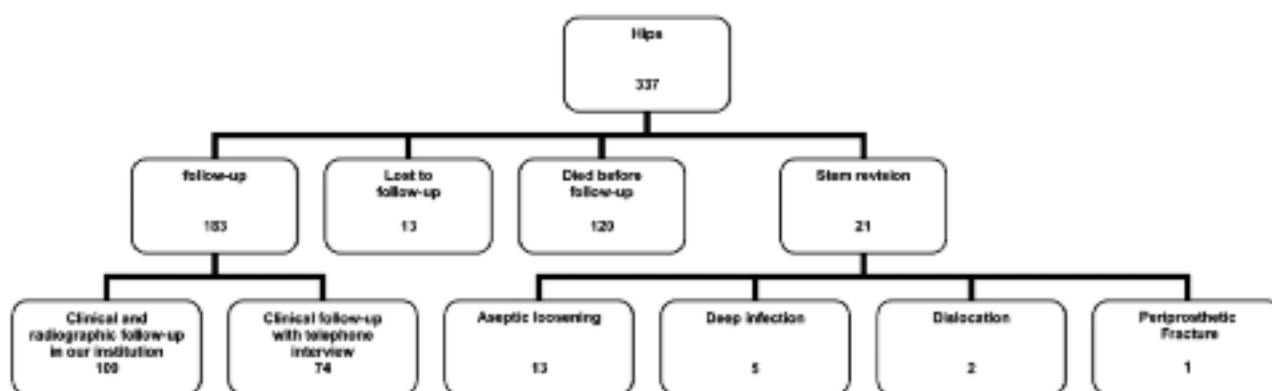 Hips
337
follow-up
183
Lost to
follow-up
13
Died before
follow-up
120
Stem revision
21
Clinical and
radiographic follow-up
in our institution
109
Clinical follow-up
with telephone
interview
74
Aseptic loosening
13
Deep infection
5
Dislocation
2
Periprosthetic
Fracture
1